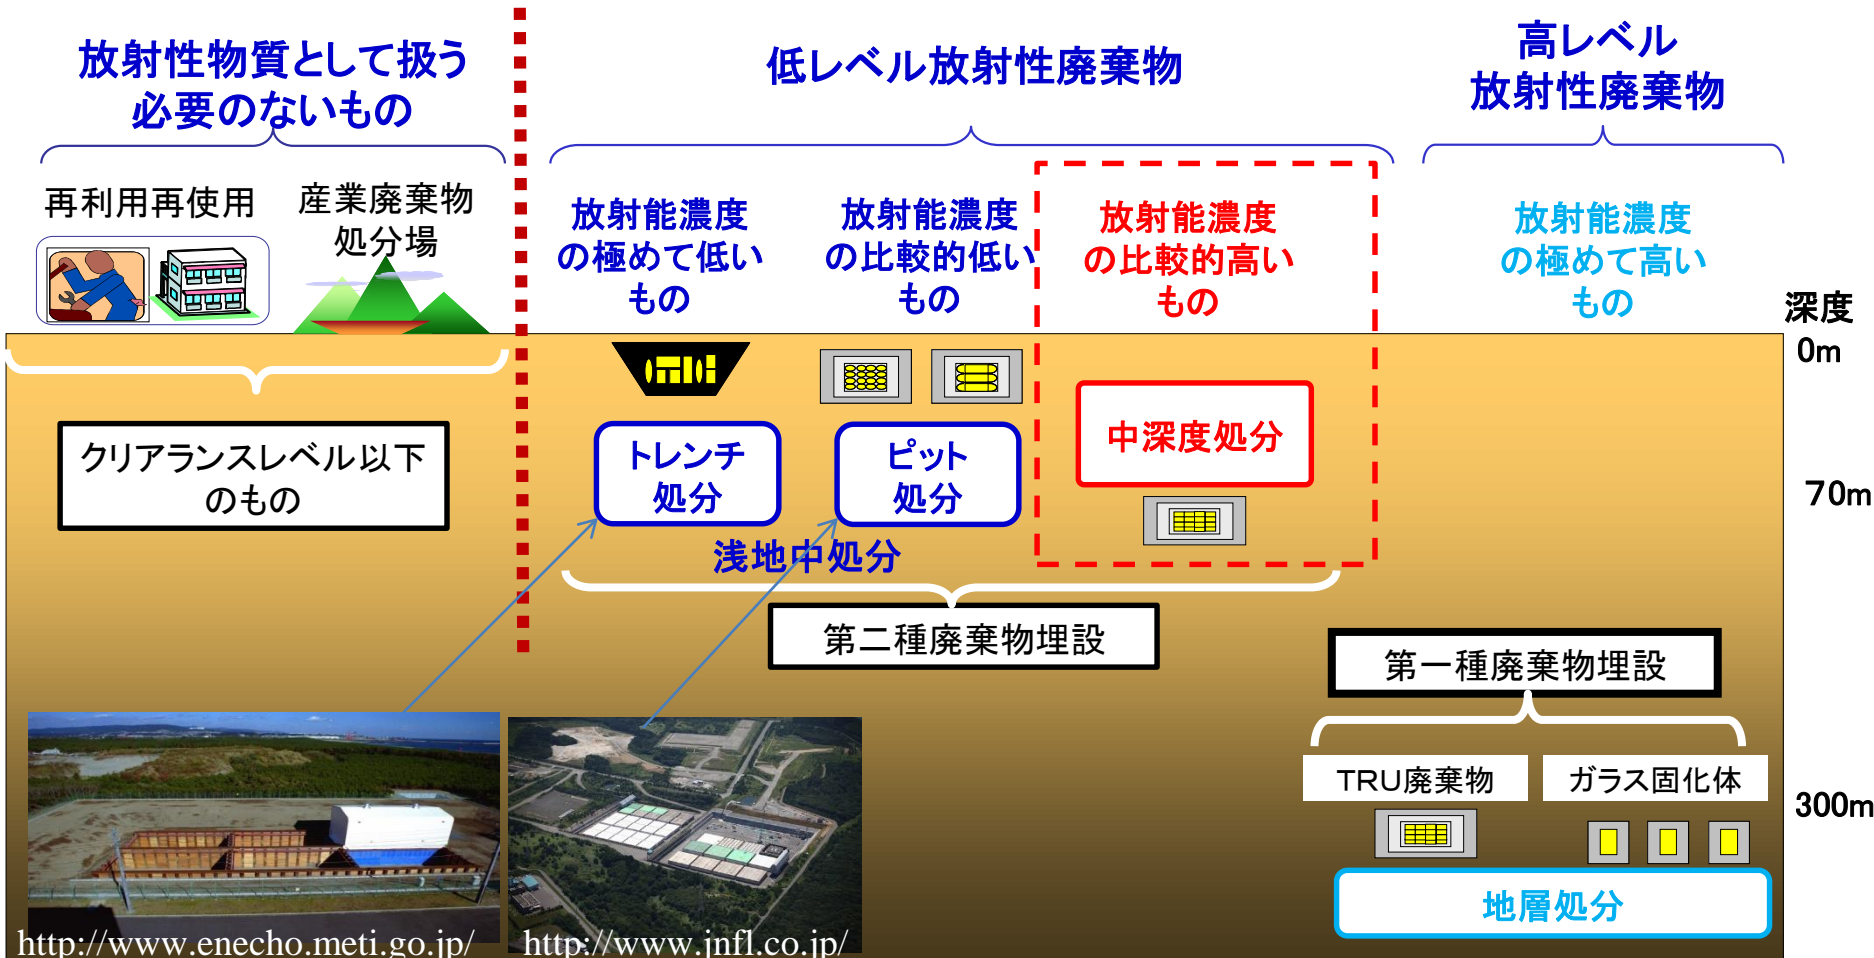 放射性物質として扱う
必要のないもの
低レベル放射性廃棄物
高レベル
放射性廃棄物
再利用再使用
産業廃棄物
処分場
放射能濃度
の極めて低い
もの
放射能濃度
の比較的低い
もの
放射能濃度
の比較的高い
もの
放射能濃度
の極めて高い
もの
深度
0m
クリアランスレベル以下
のもの
トレンチ
処分
ピット
処分
中深度処分
70m
浅地中処分
第二種廃棄物埋設
第一種廃棄物埋設
TRU廃棄物
ガラス固化体
300m
地層処分
http://www.enecho.meti.go.jp/
http://www.jnfl.co.jp/